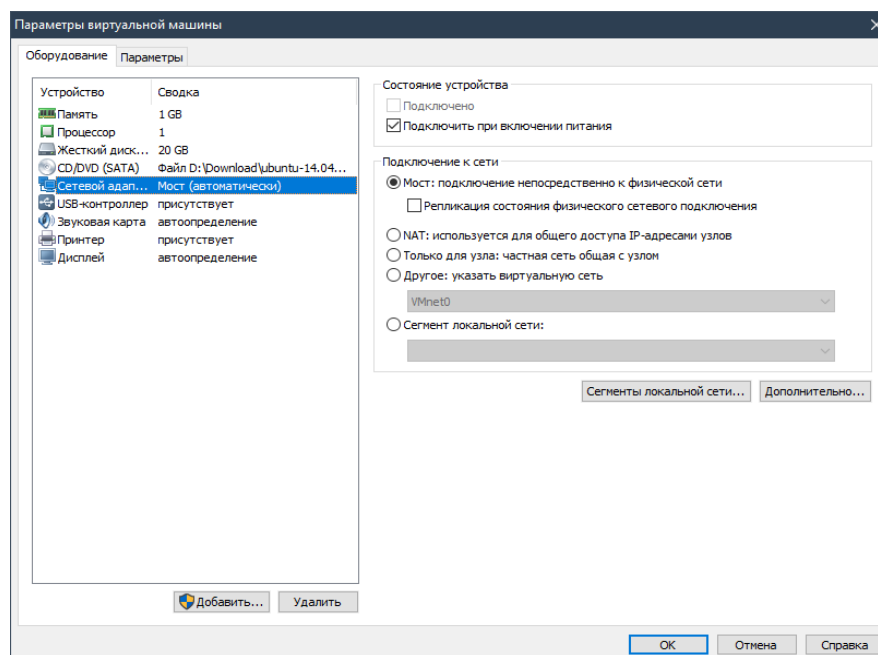 Параметры виртуальной машины
Оборудование Параметры
Устройство Сводка
Память 1 GB
Процессор 1
Жесткий диск... 20 GB
CD/DVD (SATA) Файл D:\Download\ubuntu-14.04...
Сетевой адап... Мост (автоматически)
USB-контроллер присутствует
Звуковая карта автоопределение
Принтер присутствует
Дисплей автоопределение
Добавить... Удалить
Состояние устройства
Подключено
Подключить при включении питания
Подключение к сети
Мост: подключение непосредственно к физической сети
Репликация состояния физического сетевого подключения
NAT: используется для общего доступа IP-адресами узлов
Только для узла: частная сеть общая с узлом
Другое: указать виртуальную сеть
VMnet0
Сегмент локальной сети:
Сегменты локальной сети... Дополнительно...
OK Отмена Справка